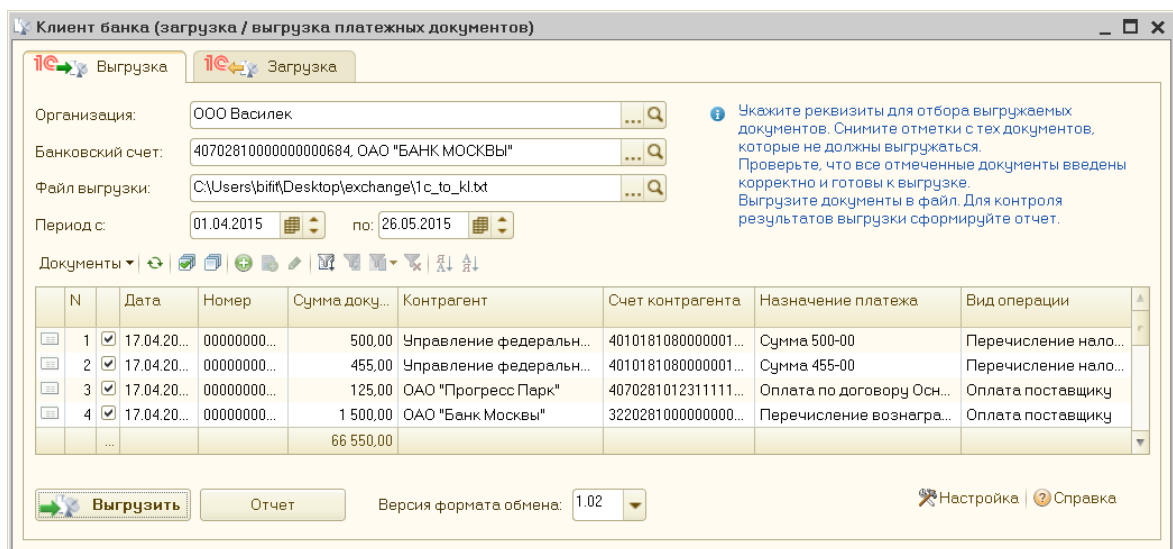 Клиент банка (загрузка / выгрузка платежных документов)
1С Выгрузка 1С Загрузка
Организация: ООО Василек ...
Укажите реквизиты для отбора выгружаемых
документов. Снимите отметки с тех документов,
которые не должны выгружаться.
Проверьте, что все отмеченные документы введены
корректно и готовы к выгрузке.
Выгрузите документы в файл. Для контроля
результатов выгрузки сформируйте отчет.
Банковский счет: 40702810000000000684, ОАО "БАНК МОСКВЫ" ...
Файл выгрузки: C:\Users\bifit\Desktop\exchange\1c_to_kl.txt ...
Период с: 01.04.2015 по: 26.05.2015
Документы
N Дата Номер Сумма доку... Контрагент Счет контрагента Назначение платежа Вид операции
1 17.04.20... 00000000... 500,00 Управление федеральн... 4010181080000001... Сумма 500-00 Перечисление нало...
2 17.04.20... 00000000... 455,00 Управление федеральн... 4010181080000001... Сумма 455-00 Перечисление нало...
3 17.04.20... 00000000... 125,00 ОАО "Прогресс Парк" 4070281012311111... Оплата по договору Осн... Оплата поставщику
4 17.04.20... 00000000... 1 500,00 ОАО "Банк Москвы" 3220281000000000... Перечисление вознагра... Оплата поставщику
... 66 550,00
Выгрузить Отчет Версия формата обмена: 1.02 Настройка Справка